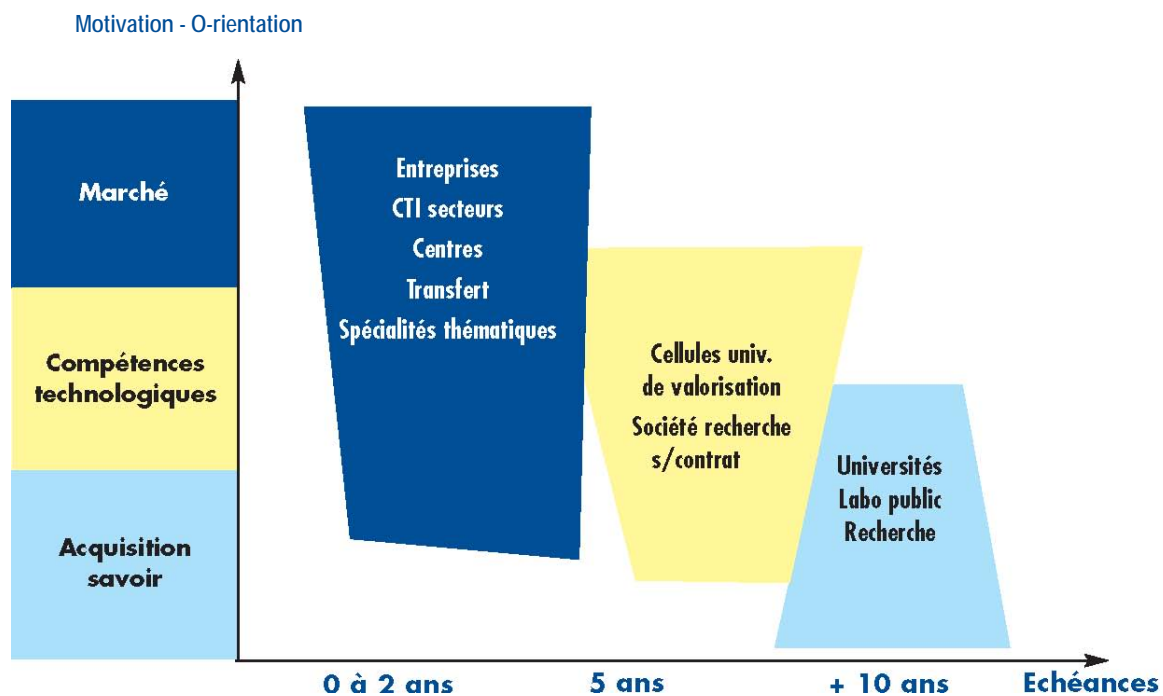 Motivation - O-rientation
Marché
Compétences
technologiques
Acquisition
savoir
Entreprises
CTI secteurs
Centres
Transfert
Spécialités thématiques
Cellules univ.
de valorisation
Société recherche
s/contrat
Universités
Labo public
Recherche
0 à 2 ans
5 ans
+ 10 ans
Echéances